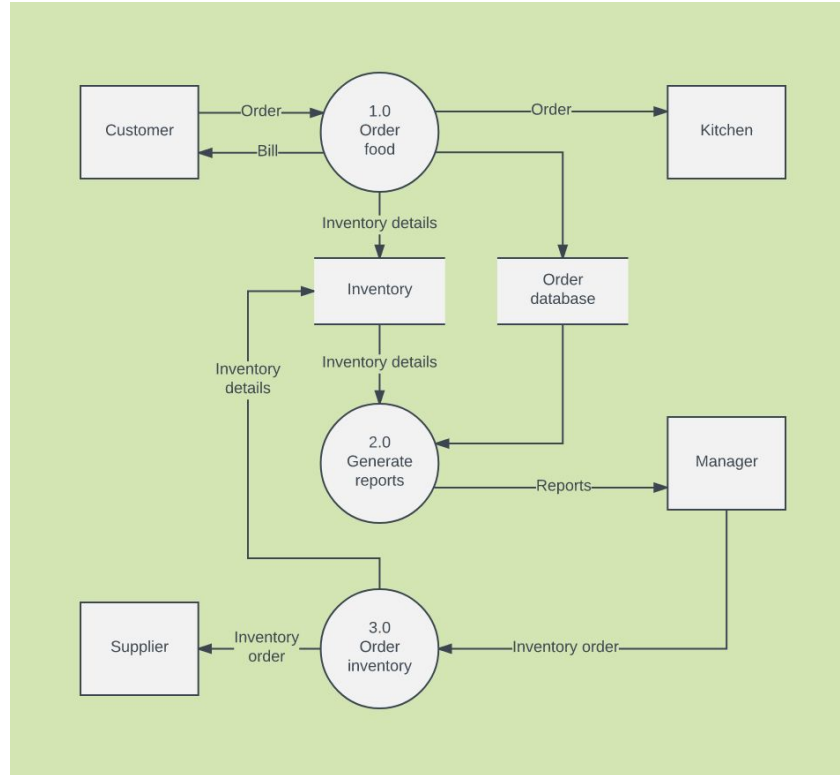 Customer
Order
Bill
1.0
Order
food
Order
Kitchen
Inventory details
Inventory
Order
database
Inventory
details
Inventory details
2.0
Generate
reports
Reports
Manager
Supplier
Inventory
order
3.0
Order
inventory
Inventory order